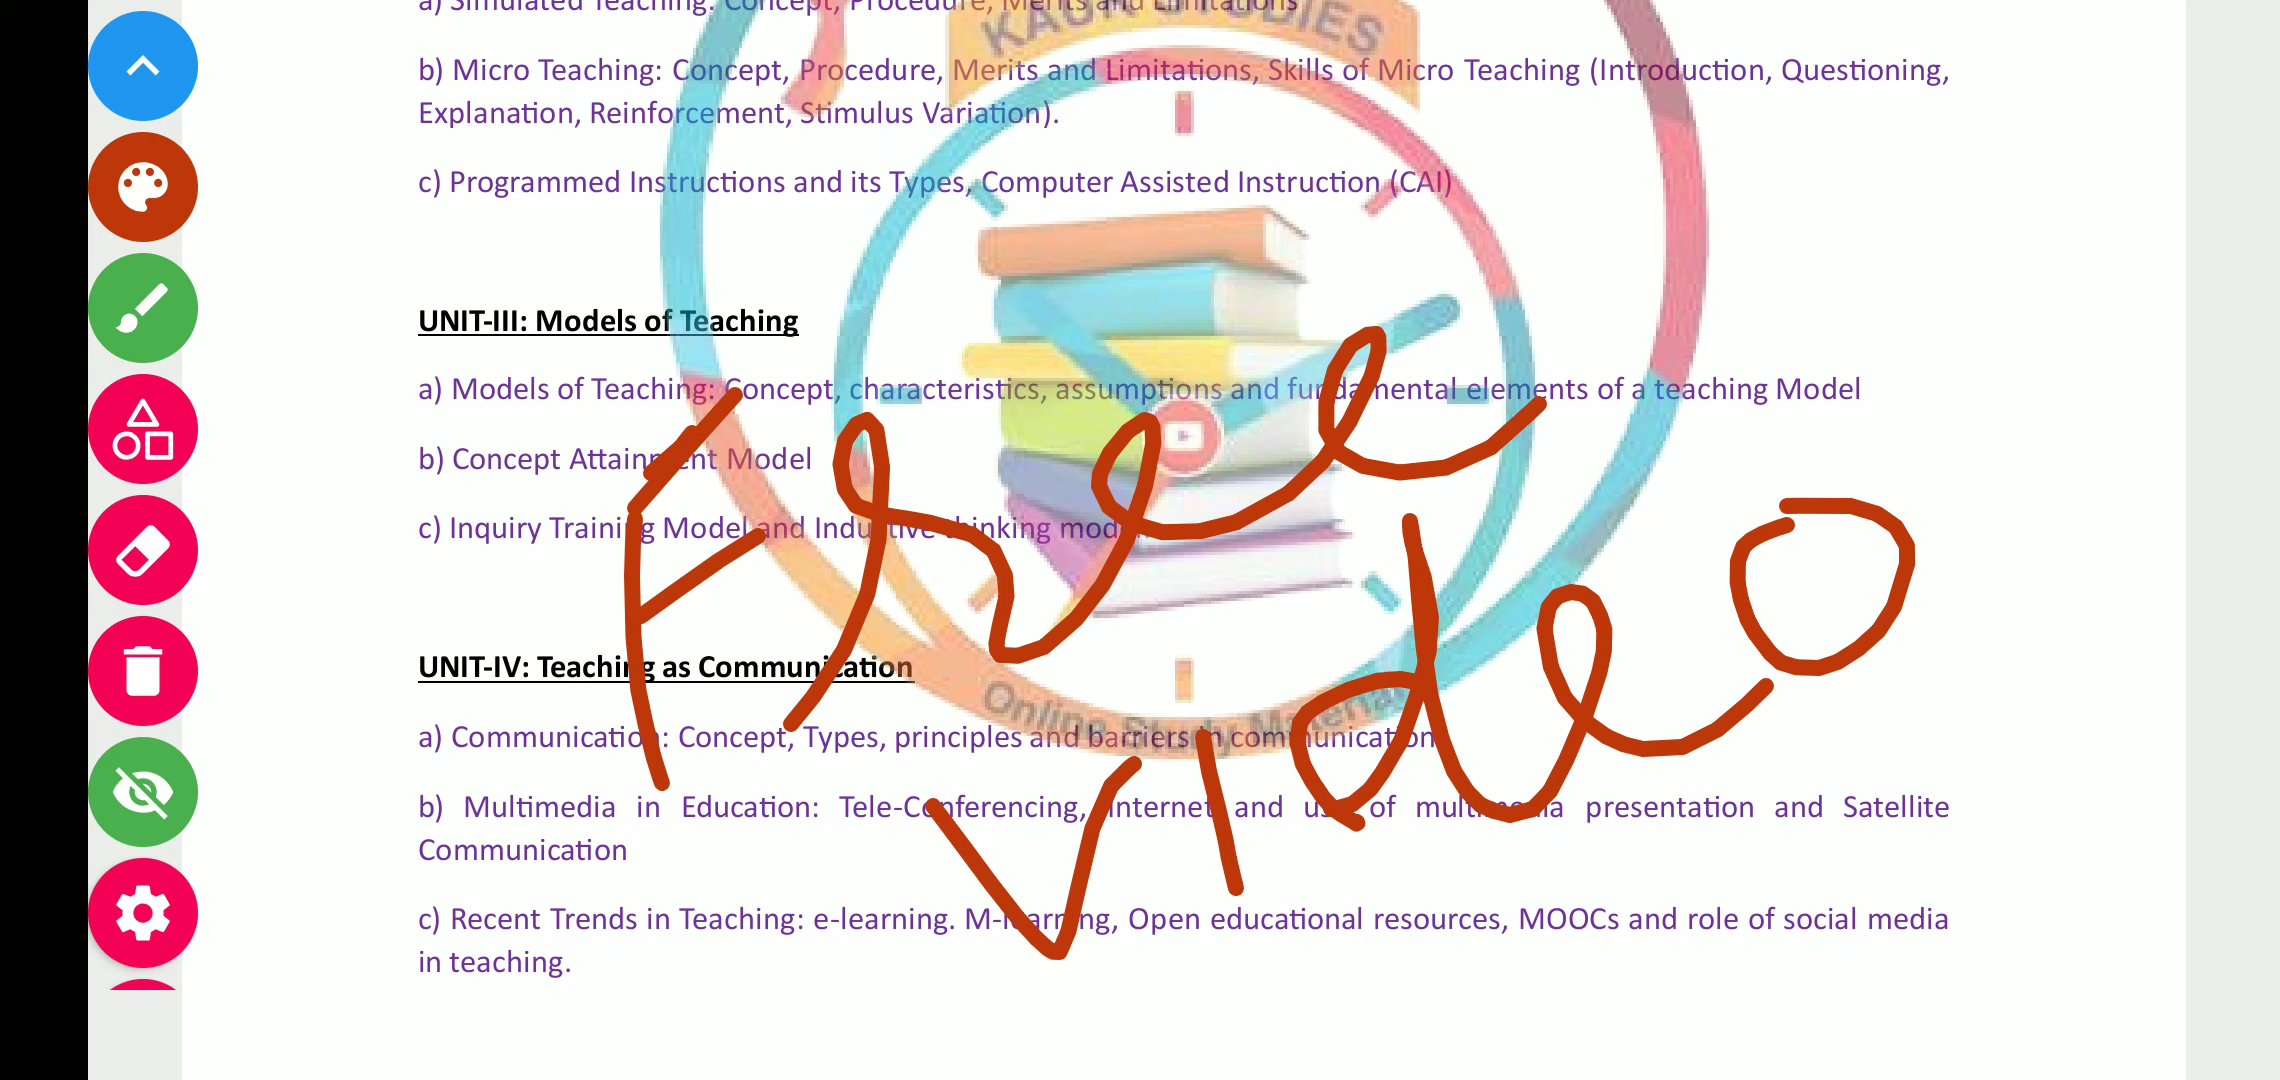 a) Simulated Teaching: Concept, Procedure, Merits and Limitations
KAUR STUDIES
b) Micro Teaching: Concept, Procedure, Merits and Limitations, Skills of Micro Teaching (Introduction, Questioning,
Explanation, Reinforcement, Stimulus Variation).
c) Programmed Instructions and its Types, Computer Assisted Instruction (CAI)
UNIT-III: Models of Teaching
a) Models of Teaching: Concept, characteristics, assumptions and fundamental elements of a teaching Model
b) Concept Attainment Model
c) Inquiry Training Model and Inductive thinking model
Free
UNIT-IV: Teaching as Communication
Online Study Material
a) Communication: Concept, Types, principles and barriers in communication
video
b) Multimedia in Education: Tele-Conferencing, Internet and use of multimedia presentation and Satellite
Communication
c) Recent Trends in Teaching: e-learning. M-learning, Open educational resources, MOOCs and role of social media
in teaching.